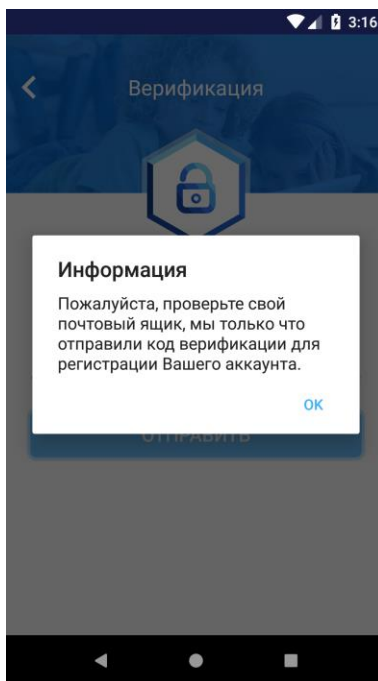 3:16
Верификация
Информация
Пожалуйста, проверьте свой
почтовый ящик, мы только что
отправили код верификации для
регистрации Вашего аккаунта.
ОК
ОТПРАВИТЬ